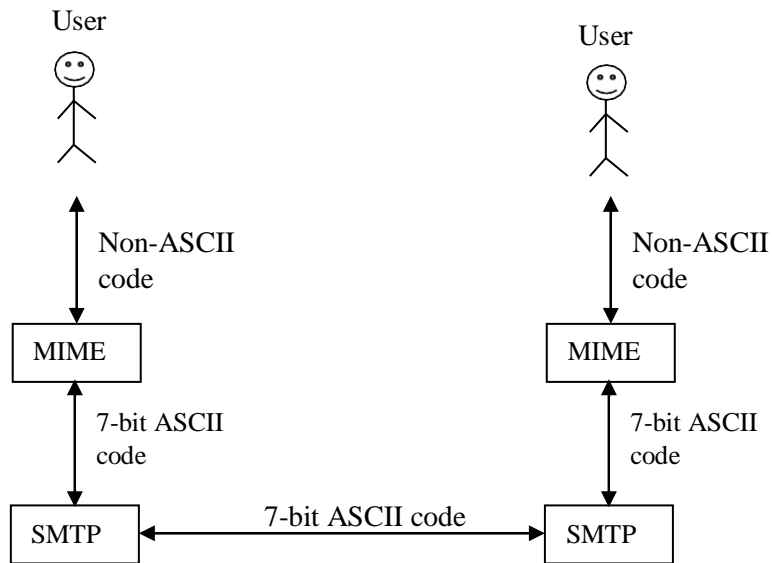 User
User
Non-ASCII
code
Non-ASCII
code
MIME
MIME
7-bit ASCII
code
7-bit ASCII
code
7-bit ASCII code
SMTP
SMTP